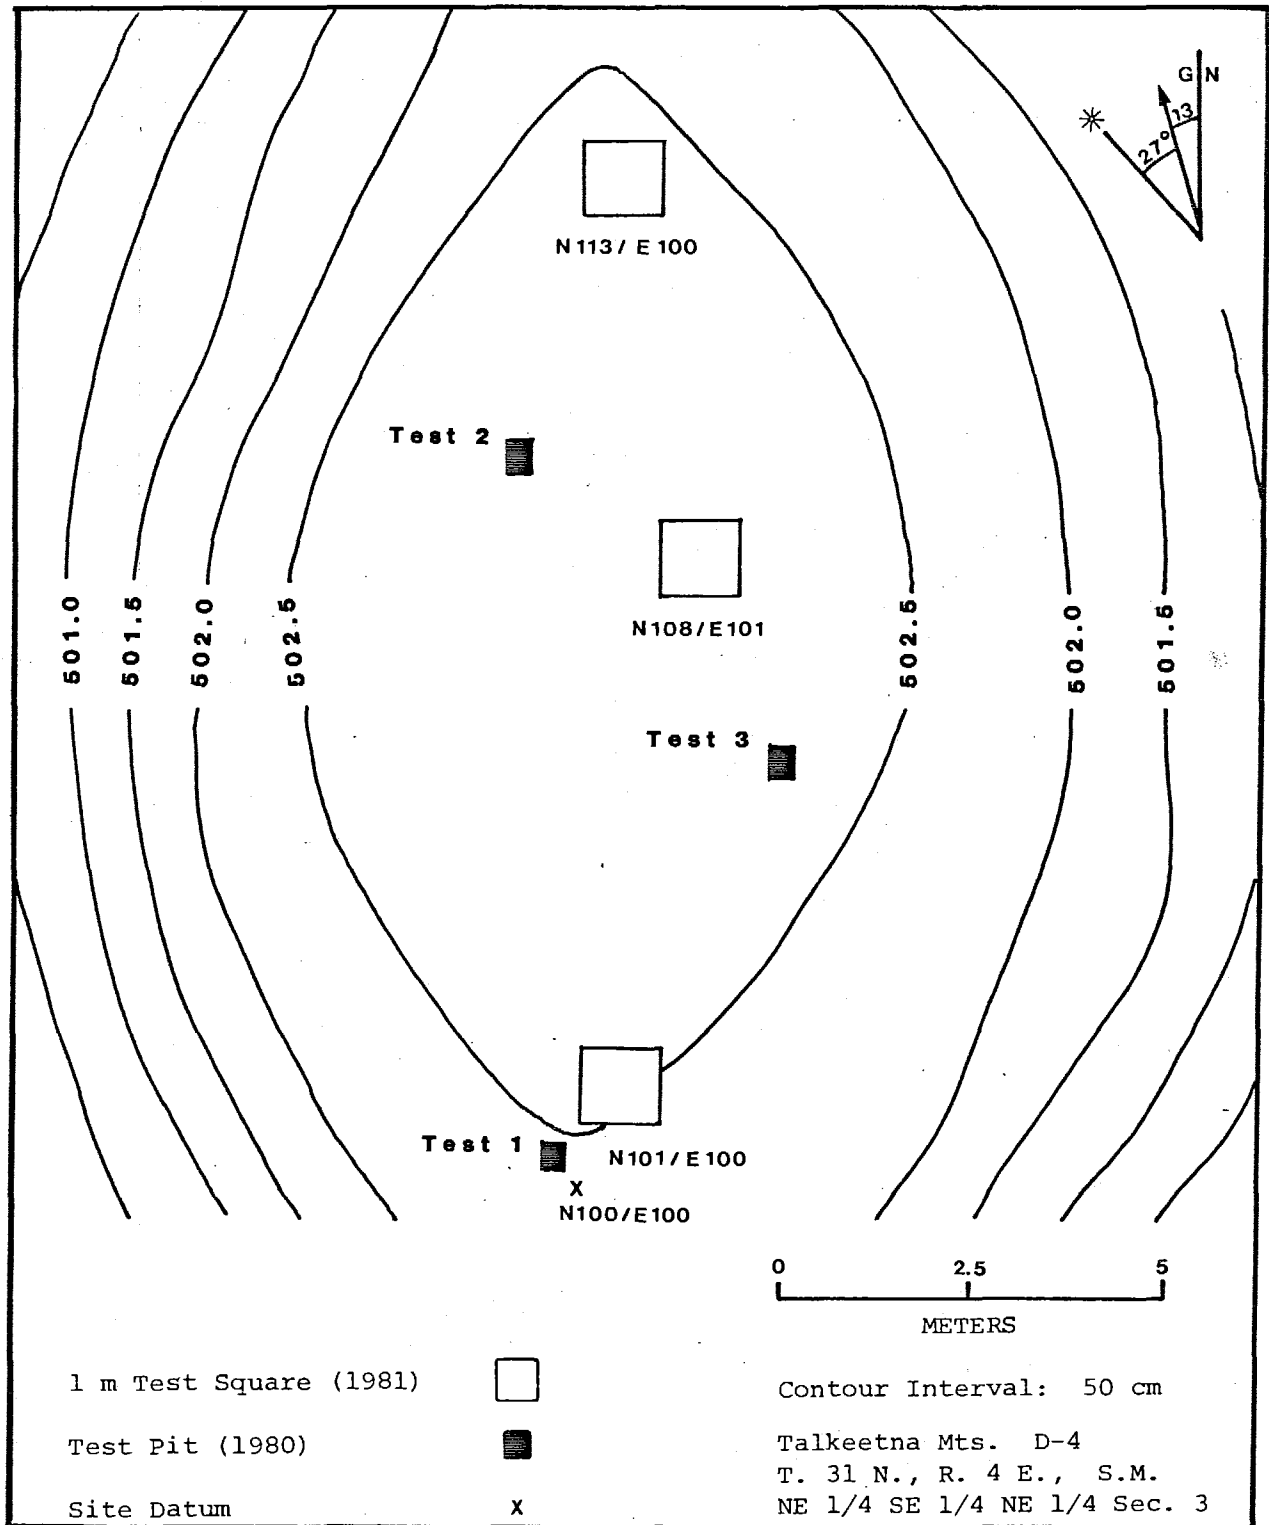 G N
13
27°
N113/ E100
Test 2
N108/E101
501.0
501.5
502.0
502.5
502.5
502.0
501.5
Test 3
Test 1
N101/E100
X
N100/E100
0 2.5 5
METERS
1 m Test Square (1981)
Test Pit (1980)
Site Datum X
Contour Interval: 50 cm
Talkeetna Mts. D-4
T. 31 N., R. 4 E., S.M.
NE 1/4 SE 1/4 NE 1/4 Sec. 3